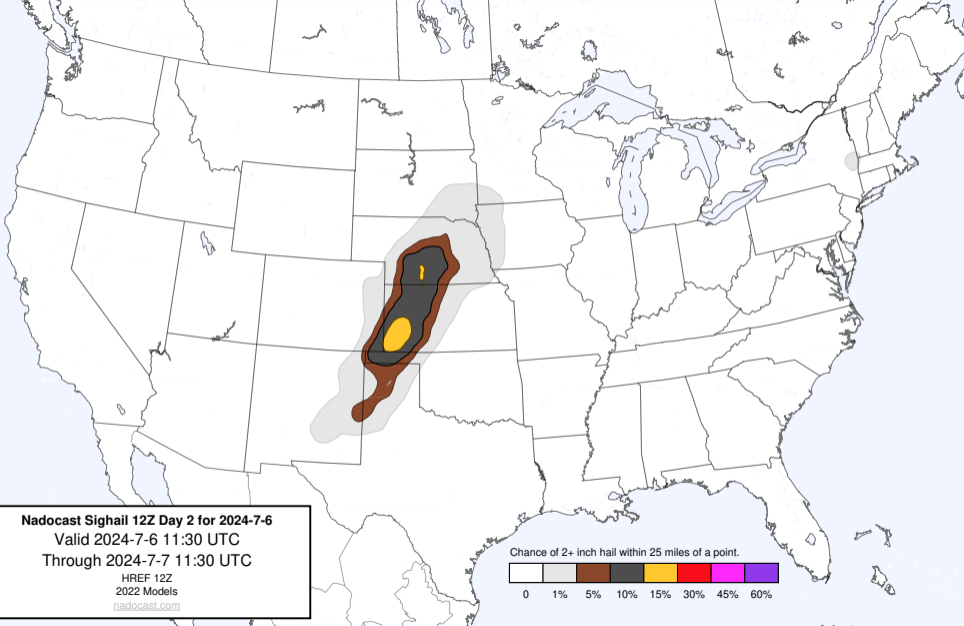 Nadocast Sighail 12Z Day 2 for 2024-7-6
Valid 2024-7-6 11:30 UTC
Through 2024-7-7 11:30 UTC
HREF 12Z
2022 Models
nadocast.com
Chance of 2+ inch hail within 25 miles of a point.
0 1% 5% 10% 15% 30% 45% 60%